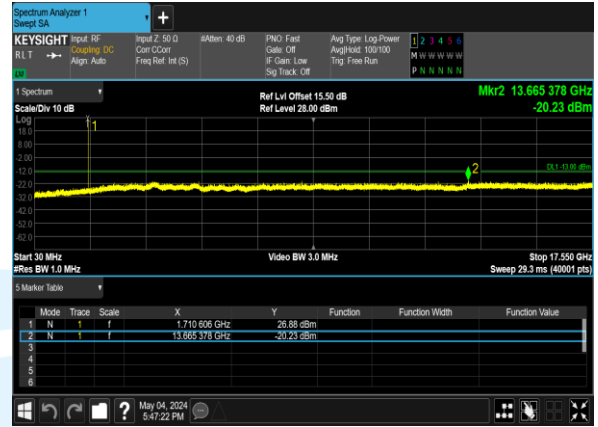 Spectrum Analyzer 1
Swept SA
+
KEYSIGHT Input: RF Input Z: 50 Ω #Atten: 40 dB PNO: Fast Avg Type: Log-Power 1 2 3 4 5 6
RLT Coupling: DC Corr CCorr Gate: Off Avg|Hold: 100/100 M W W W W W
Align: Auto Freq Ref: Int (S) IF Gain: Low Trig: Free Run P N N N N N
Sig Track: Off
1 Spectrum Ref Lvl Offset 15.50 dB Mkr2 13.665 378 GHz
Scale/Div 10 dB Ref Level 28.00 dBm -20.23 dBm
Log
1
18.0
8.00
-2.00
-12.0 2 DL1 -13.00 dBm
-22.0
-32.0
-42.0
-52.0
-62.0
Start 30 MHz Video BW 3.0 MHz Stop 17.550 GHz
#Res BW 1.0 MHz Sweep 29.3 ms (40001 pts)
5 Marker Table
Mode Trace Scale X Y Function Function Width Function Value
1 N 1 f 1.710 606 GHz 26.88 dBm
2 N 1 f 13.665 378 GHz -20.23 dBm
3
4
5
6
? May 04, 2024
5:47:22 PM